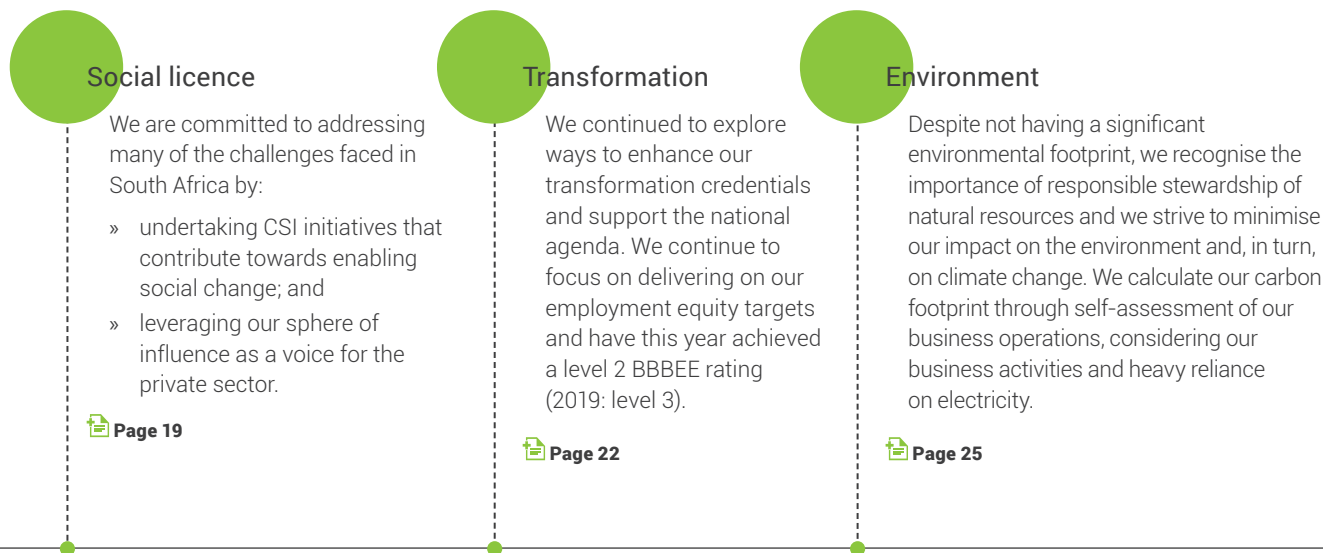 Social licence
We are committed to addressing
many of the challenges faced in
South Africa by:
» undertaking CSI initiatives that
contribute towards enabling
social change; and
» leveraging our sphere of
influence as a voice for the
private sector.
Page 19
Transformation
We continued to explore
ways to enhance our
transformation credentials
and support the national
agenda. We continue to
focus on delivering on our
employment equity targets
and have this year achieved
a level 2 BBBEE rating
(2019: level 3).
Page 22
Environment
Despite not having a significant
environmental footprint, we recognise the
importance of responsible stewardship of
natural resources and we strive to minimise
our impact on the environment and, in turn,
on climate change. We calculate our carbon
footprint through self-assessment of our
business operations, considering our
business activities and heavy reliance
on electricity.
Page 25